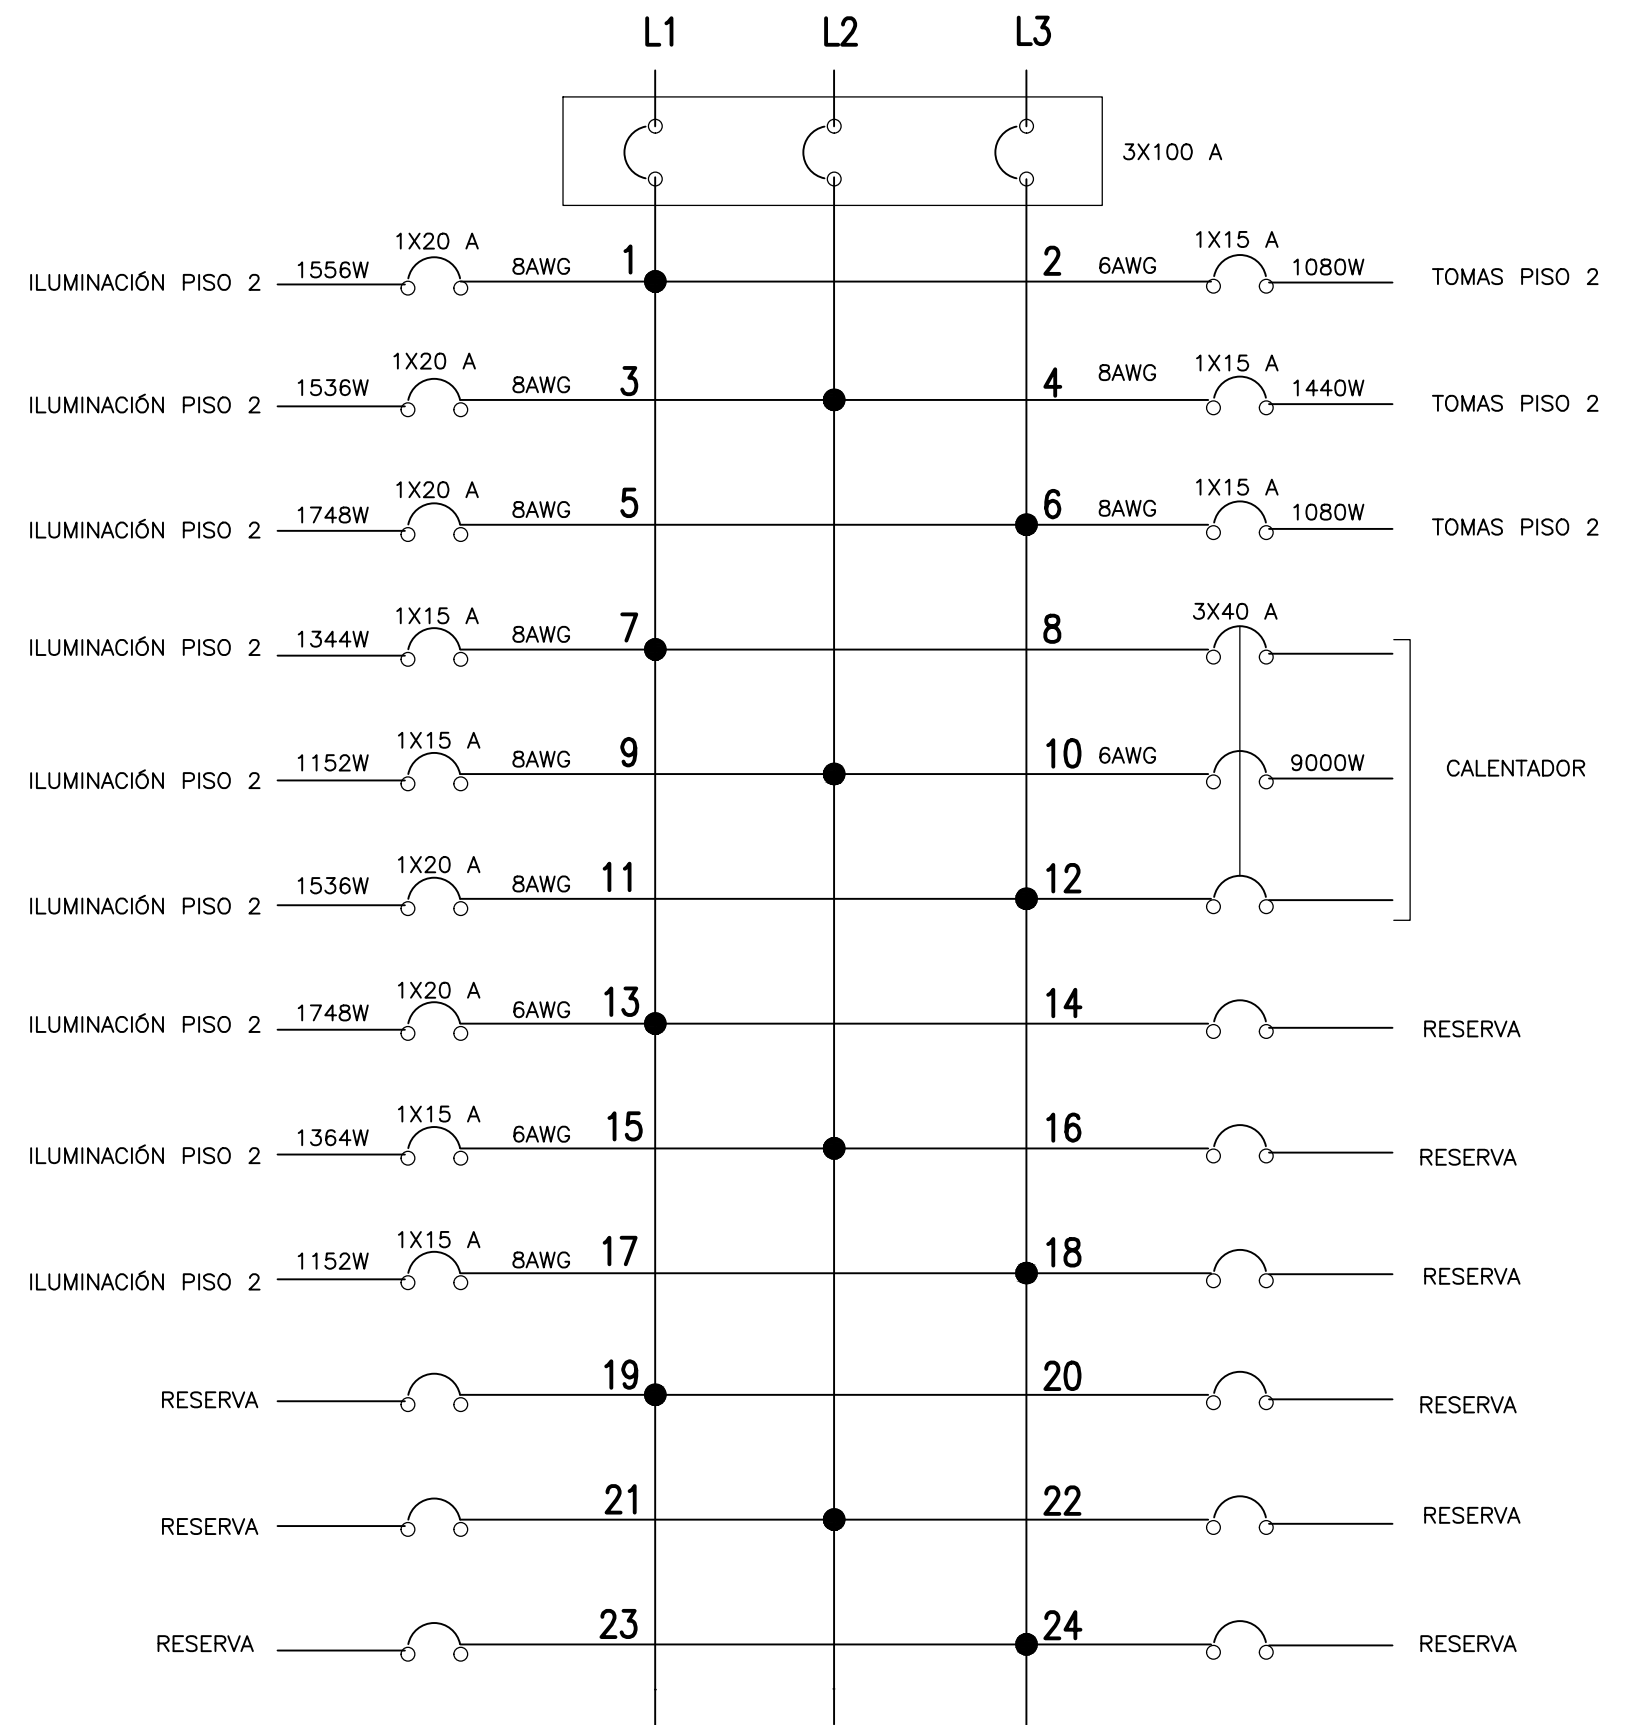 L1 L2 L3
3X100 A
1X20 A 1X15 A
ILUMINACIÓN PISO 2 1556W 8AWG 1 2 6AWG 1080W TOMAS PISO 2
1X20 A 1X15 A
ILUMINACIÓN PISO 2 1536W 8AWG 3 4 8AWG 1440W TOMAS PISO 2
1X20 A 1X15 A
ILUMINACIÓN PISO 2 1748W 8AWG 5 6 8AWG 1080W TOMAS PISO 2
1X15 A 3X40 A
ILUMINACIÓN PISO 2 1344W 8AWG 7 8
1X15 A
ILUMINACIÓN PISO 2 1152W 8AWG 9 10 6AWG 9000W CALENTADOR
1X20 A
ILUMINACIÓN PISO 2 1536W 8AWG 11 12
1X20 A
ILUMINACIÓN PISO 2 1748W 6AWG 13 14 RESERVA
1X15 A
ILUMINACIÓN PISO 2 1364W 6AWG 15 16 RESERVA
1X15 A
ILUMINACIÓN PISO 2 1152W 8AWG 17 18 RESERVA
RESERVA 19 20 RESERVA
RESERVA 21 22 RESERVA
RESERVA 23 24 RESERVA